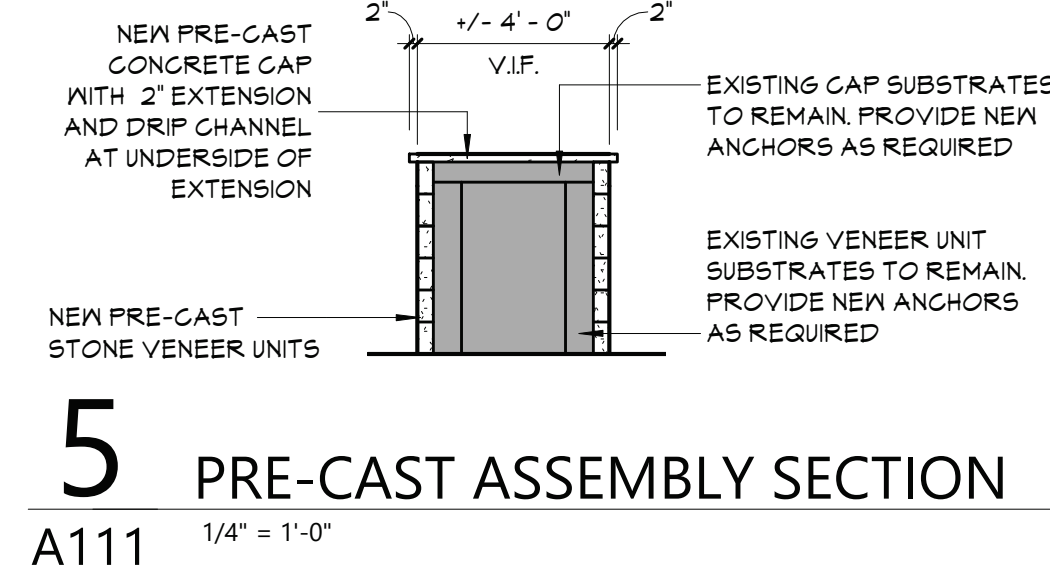 2"
+/- 4' - 0"
2"
V.I.F.
NEW PRE-CAST
CONCRETE CAP
WITH 2" EXTENSION
AND DRIP CHANNEL
AT UNDERSIDE OF
EXTENSION
EXISTING CAP SUBSTRATES
TO REMAIN. PROVIDE NEW
ANCHORS AS REQUIRED
EXISTING VENEER UNIT
SUBSTRATES TO REMAIN.
PROVIDE NEW ANCHORS
AS REQUIRED
NEW PRE-CAST
STONE VENEER UNITS
5
PRE-CAST ASSEMBLY SECTION
A111
1/4" = 1'-0"